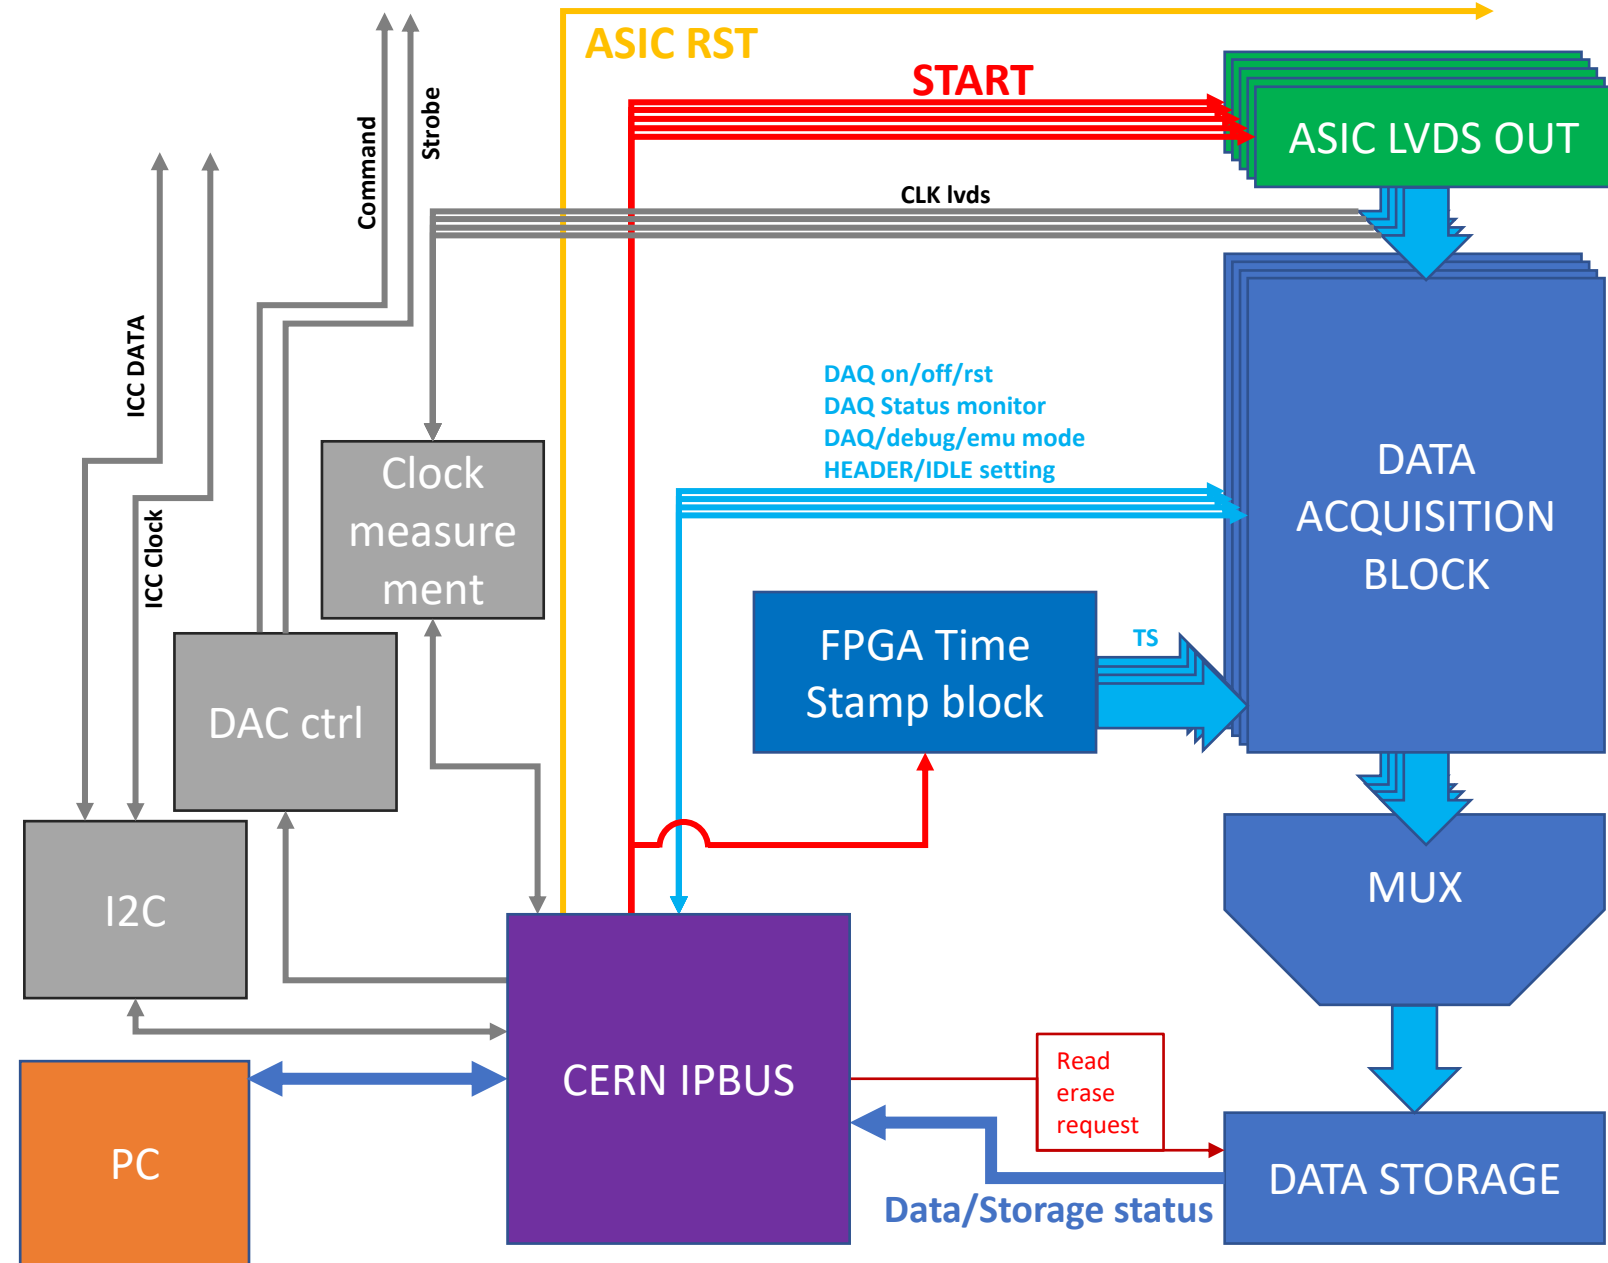 ASIC RST
START
ASIC LVDS OUT
Command
Strobe
CLK lvds
ICC DATA
ICC Clock
DAQ on/off/rst
DAQ Status monitor
DAQ/debug/emu mode
HEADER/IDLE setting
Clock
measure
ment
DATA
ACQUISITION
BLOCK
FPGA Time
Stamp block
TS
DAC ctrl
I2C
MUX
CERN IPBUS
Read
erase
request
PC
DATA STORAGE
Data/Storage status